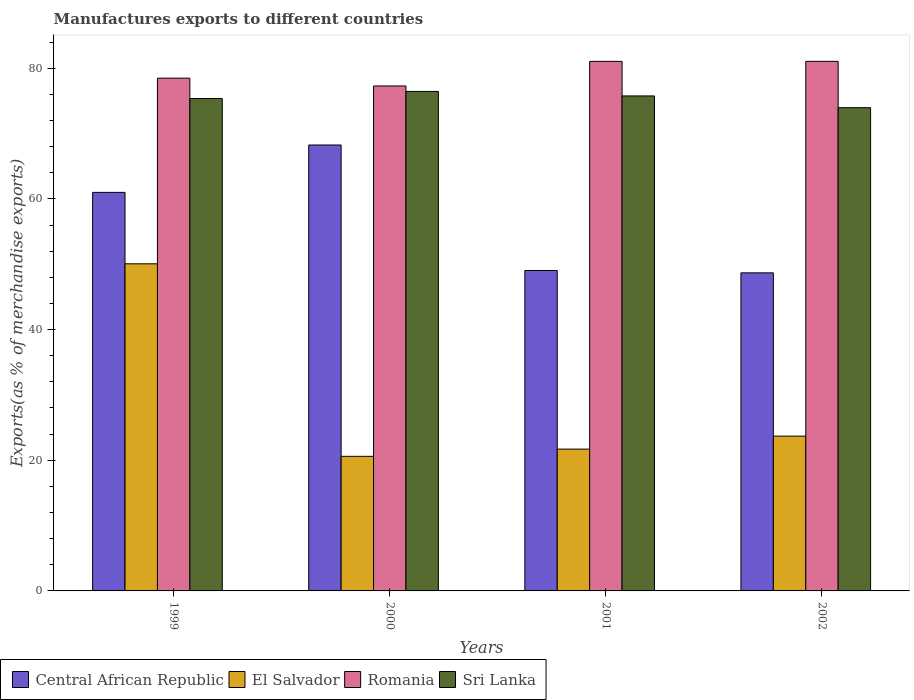 Manufactures exports to different countries
Exports(as % of merchandise exports)
80
60
40
20
0
1999
2000
2001
2002
Years
Central African Republic
El Salvador
Romania
Sri Lanka